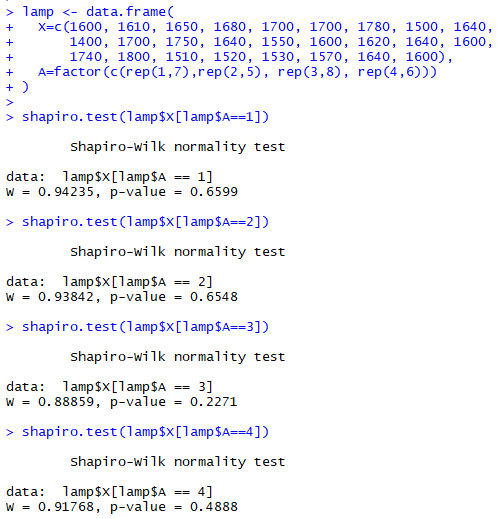 > lamp <- data.frame(
+   X=c(1600, 1610, 1650, 1680, 1700, 1700, 1780, 1500, 1640,
+       1400, 1700, 1750, 1640, 1550, 1600, 1620, 1640, 1600,
+       1740, 1800, 1510, 1520, 1530, 1570, 1640, 1600),
+   A=factor(c(rep(1,7),rep(2,5), rep(3,8), rep(4,6)))
+ )
>
> shapiro.test(lamp$X[lamp$A==1])
        Shapiro-Wilk normality test
data:  lamp$X[lamp$A == 1]
W = 0.94235, p-value = 0.6599
> shapiro.test(lamp$X[lamp$A==2])
        Shapiro-Wilk normality test
data:  lamp$X[lamp$A == 2]
W = 0.93842, p-value = 0.6548
> shapiro.test(lamp$X[lamp$A==3])
        Shapiro-Wilk normality test
data:  lamp$X[lamp$A == 3]
W = 0.88859, p-value = 0.2271
> shapiro.test(lamp$X[lamp$A==4])
        Shapiro-Wilk normality test
data:  lamp$X[lamp$A == 4]
W = 0.91768, p-value = 0.4888